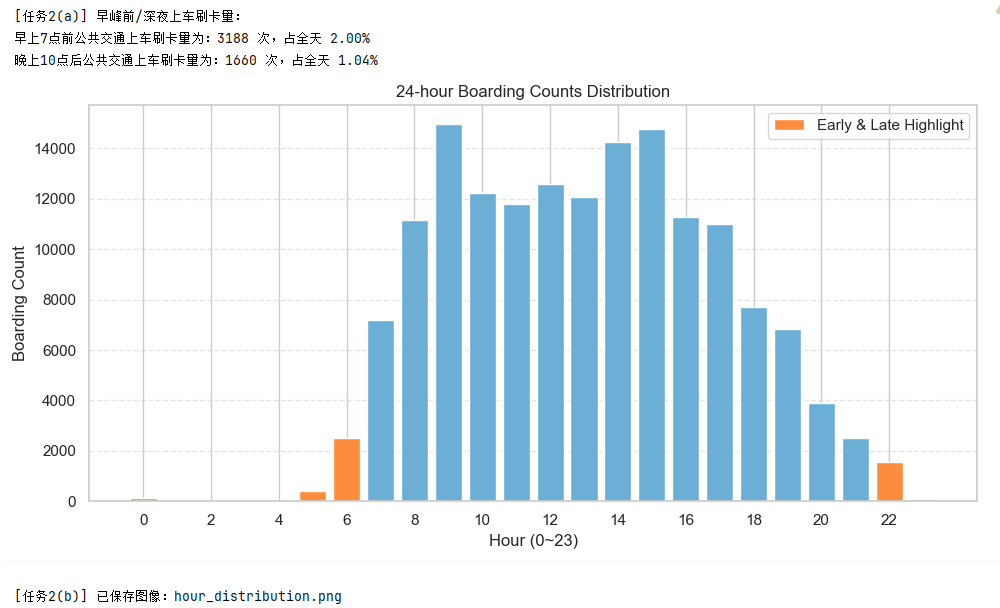 [任务2(a)] 早峰前/深夜上车刷卡量：
早上7点前公共交通上车刷卡量为：3188 次，占全天 2.00%
晚上10点后公共交通上车刷卡量为：1660 次，占全天 1.04%
24-hour Boarding Counts Distribution
Early & Late Highlight
Boarding Count
14000
12000
10000
8000
6000
4000
2000
0
0 2 4 6 8 10 12 14 16 18 20 22
Hour (0~23)
[任务2(b)] 已保存图像：hour_distribution.png